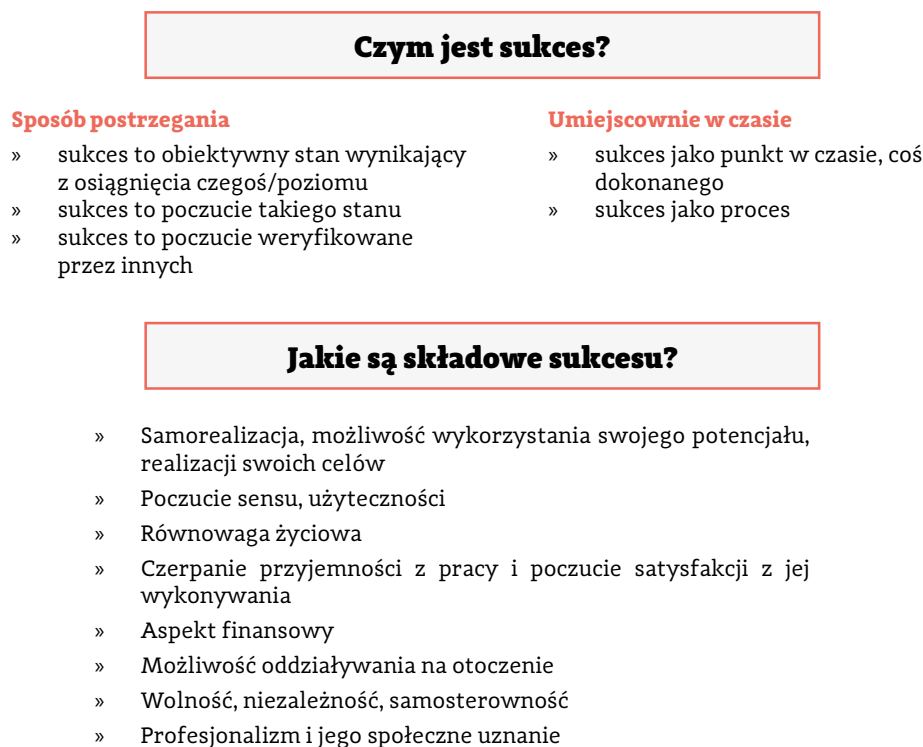 Czym jest sukces?
Sposób postrzegania
» sukces to obiektywny stan wynikający
z osiągnięcia czegoś/poziomu
» sukces to poczucie takiego stanu
» sukces to poczucie weryfikowane
przez innych
Umiejscownie w czasie
» sukces jako punkt w czasie, coś
dokonanego
» sukces jako proces
Jakie są składowe sukcesu?
» Samorealizacja, możliwość wykorzystania swojego potencjału,
realizacji swoich celów
» Poczucie sensu, użyteczności
» Równowaga życiowa
» Czerpanie przyjemności z pracy i poczucie satysfakcji z jej
wykonywania
» Aspekt finansowy
» Możliwość oddziaływania na otoczenie
» Wolność, niezależność, samosterowność
» Profesjonalizm i jego społeczne uznanie